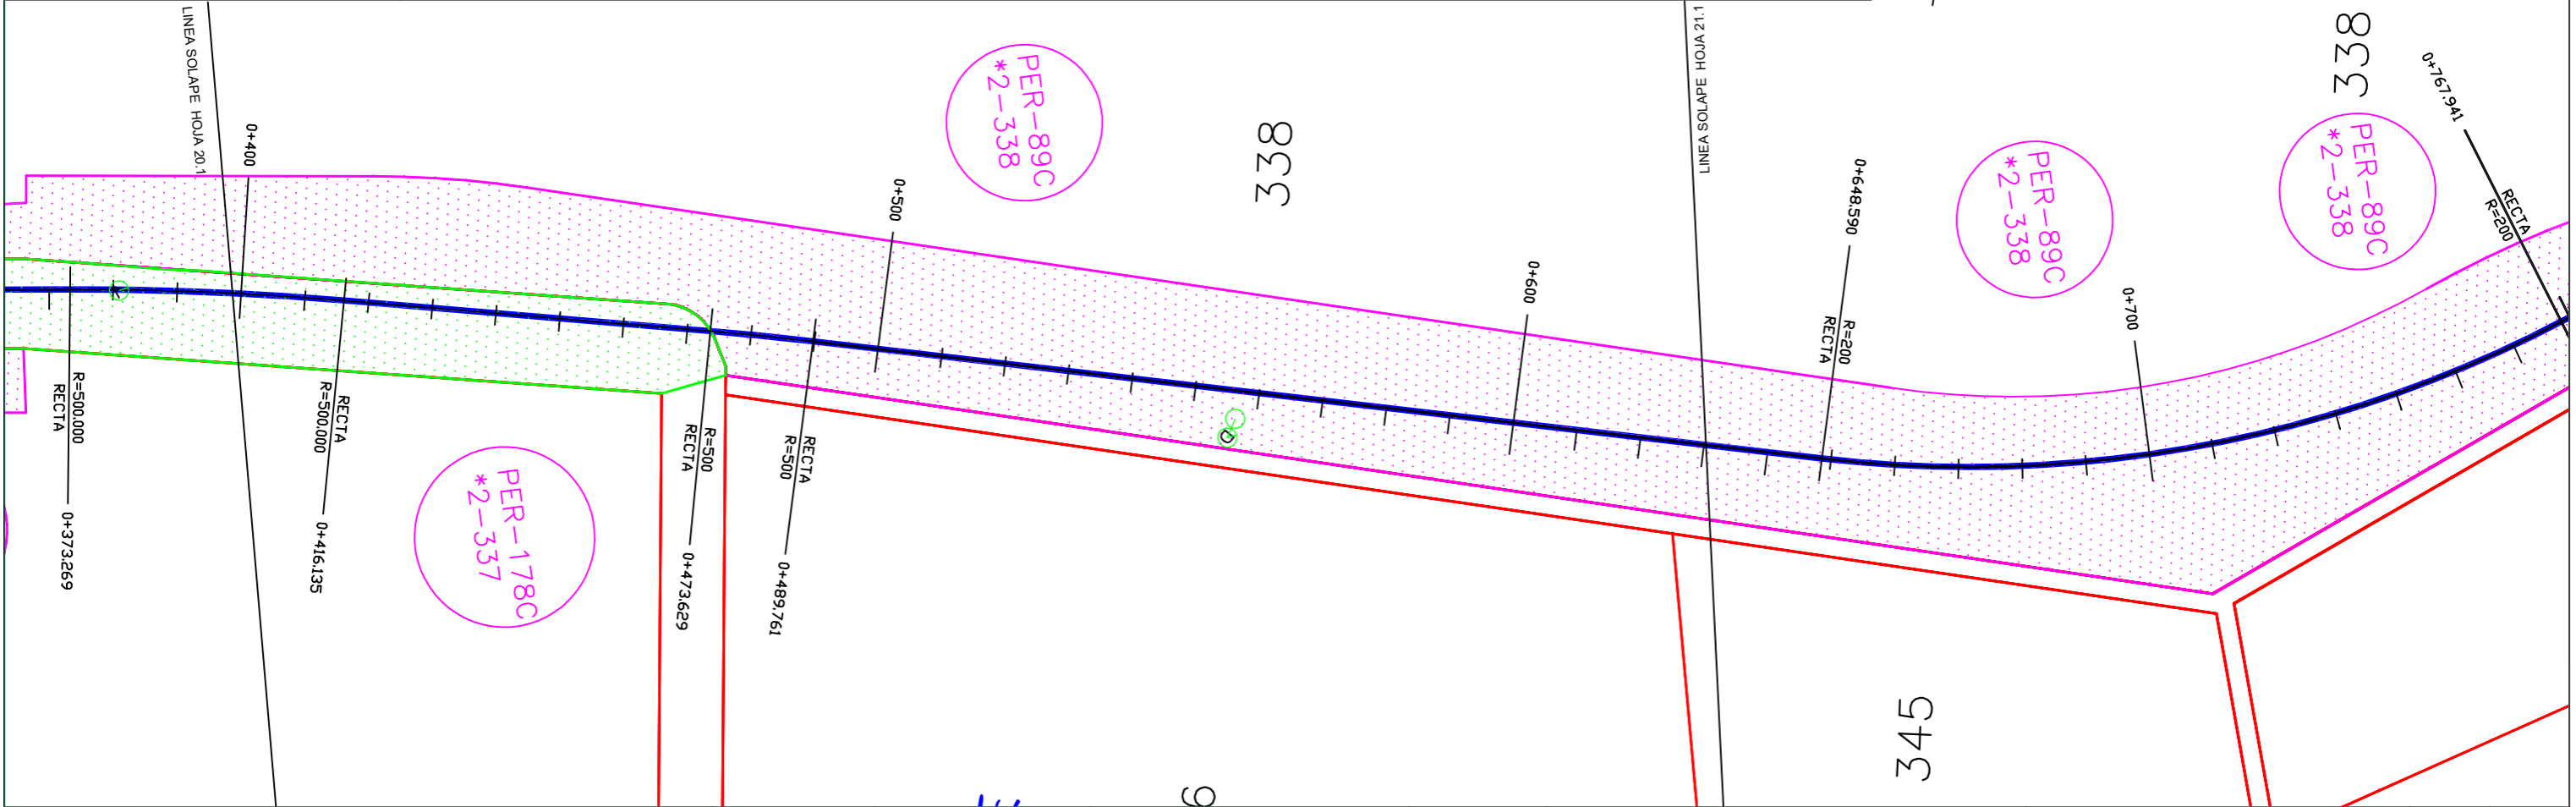 LINEA SOLAPE HOJA 20.1
0+400
PER-89C
*2-338
338
0+500
0+600
LINEA SOLAPE HOJA 21.1
0+648.590
R=200
RECTA
PER-89C
*2-338
338
PER-89C
*2-338
0+767.941
RECTA
R=200
0+700
R=500.000
RECTA
0+373.269
RECTA
R=500.000
0+416.135
PER-178C
*2-337
R=500
RECTA
0+473.629
RECTA
R=500
0+489.761
D
345
6